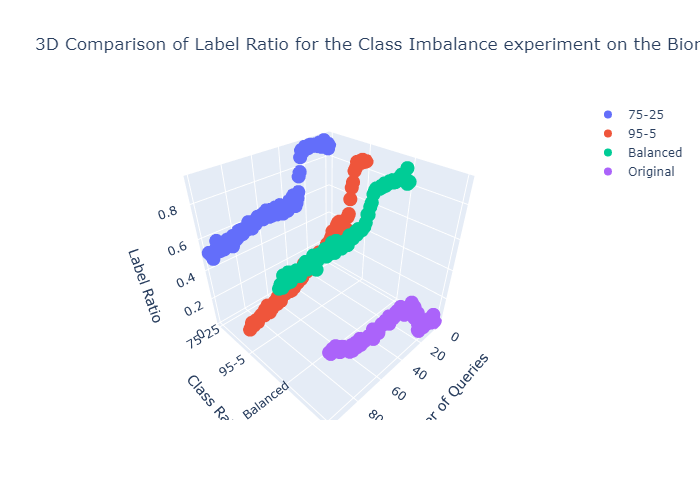 3D Comparison of Label Ratio for the Class Imbalance experiment on the
75-25
95-5
Balanced
Original
0.8
0.6
0.4
0.2
0
Label Ratio
75-25
95-5
Balanced
Class
0
20
40
60
80
of Queries